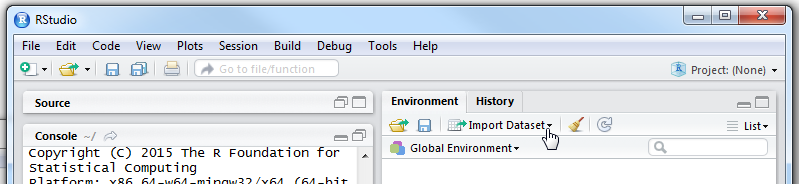 RStudio
File Edit Code View Plots Session Build Debug Tools Help
Go to file/function
Project: (None)
Source
Console ~/
Copyright (C) 2015 The R Foundation for
Statistical Computing
Platform: x86_64-w64-mingw32/x64 (64-bit
Environment History
Import Dataset
List
Global Environment